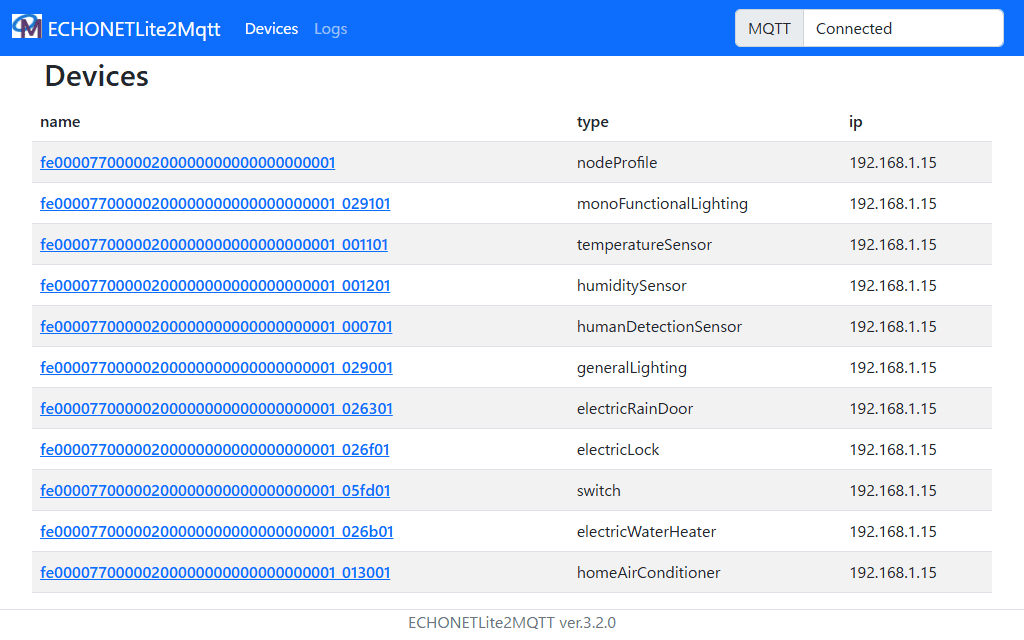 ECHONETLite2Mqtt Devices Logs MQTT Connected
Devices
name type ip
fe00007700000200000000000000000001 nodeProfile 192.168.1.15
fe00007700000200000000000000000001_029101 monoFunctionalLighting 192.168.1.15
fe00007700000200000000000000000001_001101 temperatureSensor 192.168.1.15
fe00007700000200000000000000000001_001201 humiditySensor 192.168.1.15
fe00007700000200000000000000000001_000701 humanDetectionSensor 192.168.1.15
fe00007700000200000000000000000001_029001 generalLighting 192.168.1.15
fe00007700000200000000000000000001_026301 electricRainDoor 192.168.1.15
fe00007700000200000000000000000001_026f01 electricLock 192.168.1.15
fe00007700000200000000000000000001_05fd01 switch 192.168.1.15
fe00007700000200000000000000000001_026b01 electricWaterHeater 192.168.1.15
fe00007700000200000000000000000001_013001 homeAirConditioner 192.168.1.15
ECHONETLite2MQTT ver.3.2.0